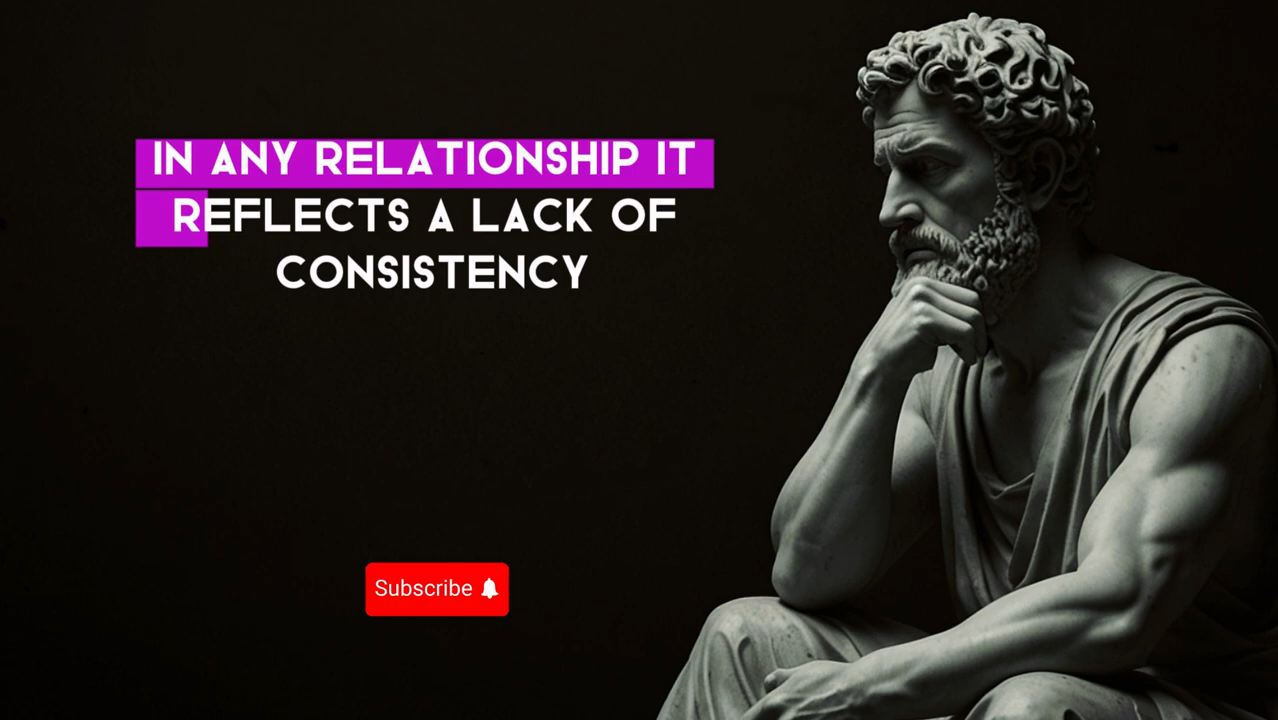 IN ANY RELATIONSHIP IT
REFLECTS A LACK OF
CONSISTENCY
Subscribe